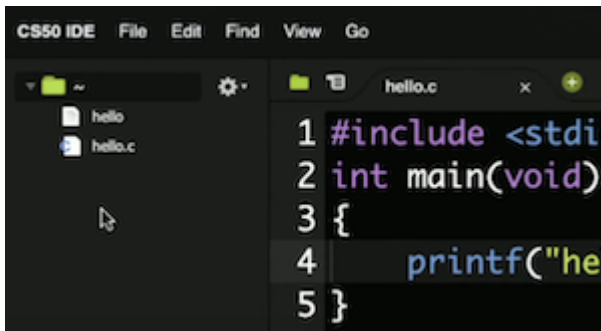 CS50 IDE File Edit Find View Go
~
hello
hello.c
hello.c x
1 #include <stdi
2 int main(void)
3 {
4 printf("he
5 }